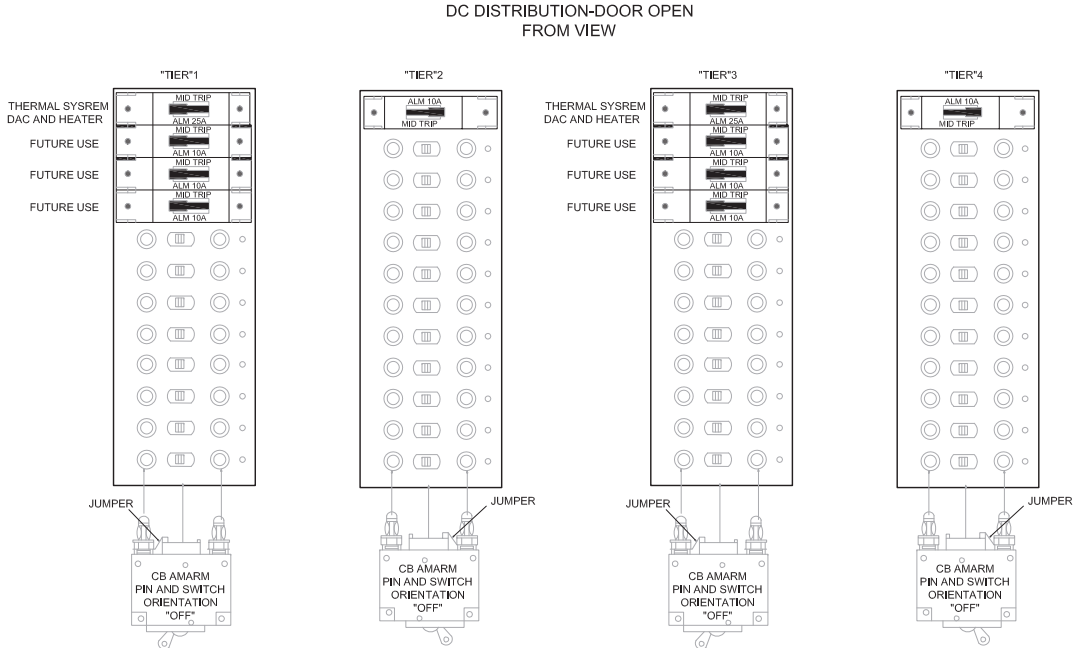 DC DISTRIBUTION-DOOR OPEN
FROM VIEW
"TIER"1
THERMAL SYSREM
DAC AND HEATER
FUTURE USE
FUTURE USE
FUTURE USE
MID TRIP
ALM 25A
MID TRIP
ALM 10A
MID TRIP
ALM 10A
MID TRIP
ALM 10A
JUMPER
CB AMARM
PIN AND SWITCH
ORIENTATION
"OFF"
"TIER"2
ALM 10A
MID TRIP
JUMPER
CB AMARM
PIN AND SWITCH
ORIENTATION
"OFF"
"TIER"3
THERMAL SYSREM
DAC AND HEATER
FUTURE USE
FUTURE USE
FUTURE USE
MID TRIP
ALM 25A
MID TRIP
ALM 10A
MID TRIP
ALM 10A
MID TRIP
ALM 10A
JUMPER
CB AMARM
PIN AND SWITCH
ORIENTATION
"OFF"
"TIER"4
ALM 10A
MID TRIP
JUMPER
CB AMARM
PIN AND SWITCH
ORIENTATION
"OFF"